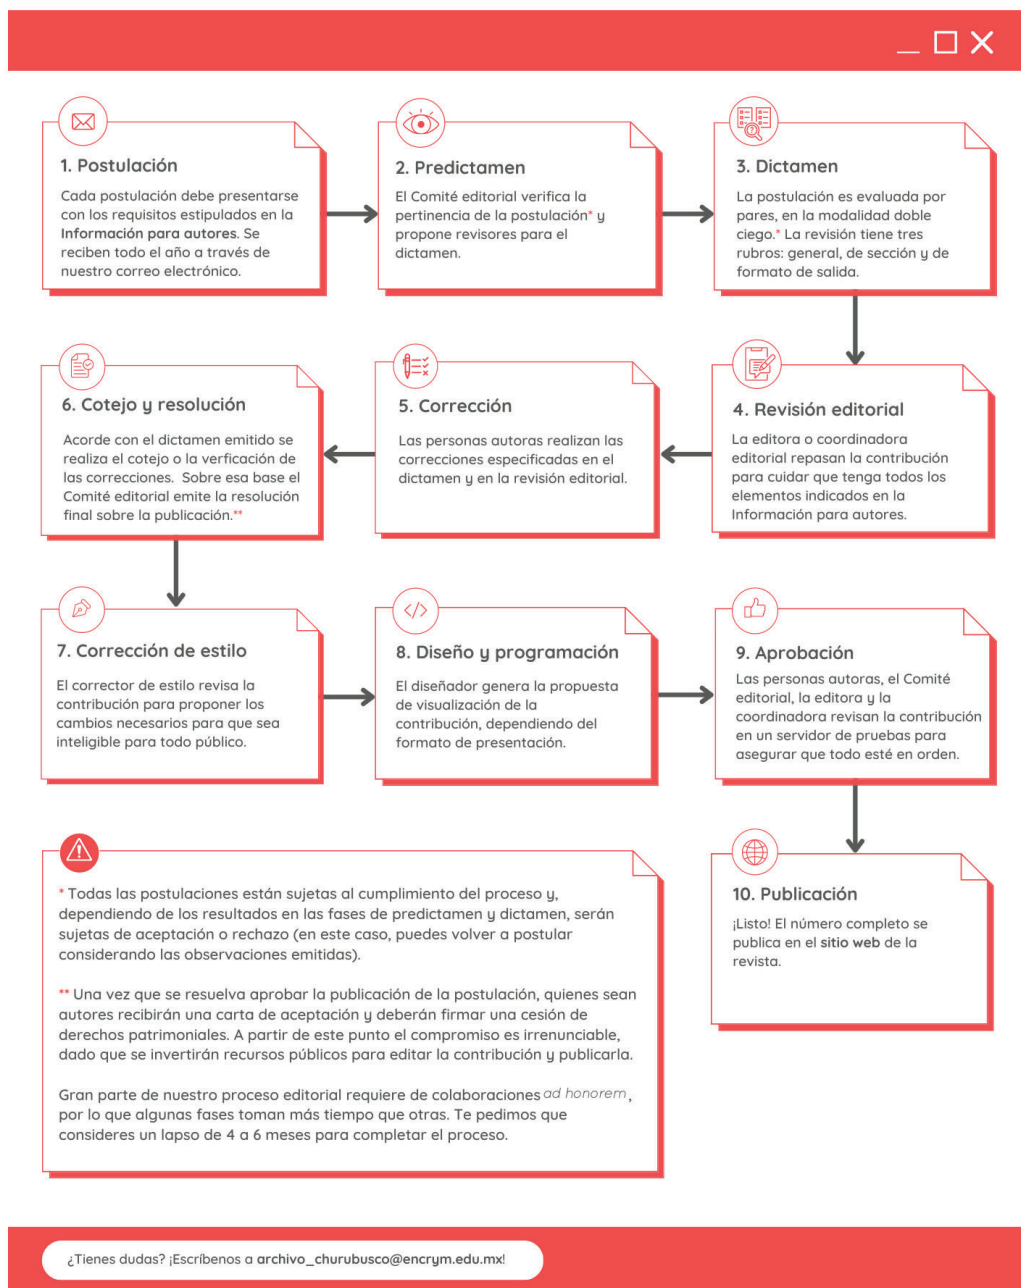 1. Postulación
Cada postulación debe presentarse
con los requisitos estipulados en la
Información para autores. Se
reciben todo el año a través de
nuestro correo electrónico.
2. Predictamen
El Comité editorial verifica la
pertinencia de la postulación* y
propone revisores para el
dictamen.
3. Dictamen
La postulación es evaluada por
pares, en la modalidad doble
ciego.* La revisión tiene tres
rubros: general, de sección y de
formato de salida.
4. Revisión editorial
La editora o coordinadora
editorial repasan la contribución
para cuidar que tenga todos los
elementos indicados en la
Información para autores.
5. Corrección
Las personas autoras realizan las
correcciones especificadas en el
dictamen y en la revisión editorial.
6. Cotejo y resolución
Acorde con el dictamen emitido se
realiza el cotejo o la verficación de
las correcciones. Sobre esa base el
Comité editorial emite la resolución
final sobre la publicación.**
7. Corrección de estilo
El corrector de estilo revisa la
contribución para proponer los
cambios necesarios para que sea
inteligible para todo público.
8. Diseño y programación
El diseñador genera la propuesta
de visualización de la
contribución, dependiendo del
formato de presentación.
9. Aprobación
Las personas autoras, el Comité
editorial, la editora y la
coordinadora revisan la contribución
en un servidor de pruebas para
asegurar que todo esté en orden.
10. Publicación
¡Listo! El número completo se
publica en el sitio web de la
revista.
* Todas las postulaciones están sujetas al cumplimiento del proceso y,
dependiendo de los resultados en las fases de predictamen y dictamen, serán
sujetas de aceptación o rechazo (en este caso, puedes volver a postular
considerando las observaciones emitidas).
** Una vez que se resuelva aprobar la publicación de la postulación, quienes sean
autores recibirán una carta de aceptación y deberán firmar una cesión de
derechos patrimoniales. A partir de este punto el compromiso es irrenunciable,
dado que se invertirán recursos públicos para editar la contribución y publicarla.
Gran parte de nuestro proceso editorial requiere de colaboraciones ad honorem,
por lo que algunas fases toman más tiempo que otras. Te pedimos que
consideres un lapso de 4 a 6 meses para completar el proceso.
¿Tienes dudas? ¡Escríbenos a archivo_churubusco@encrym.edu.mx!